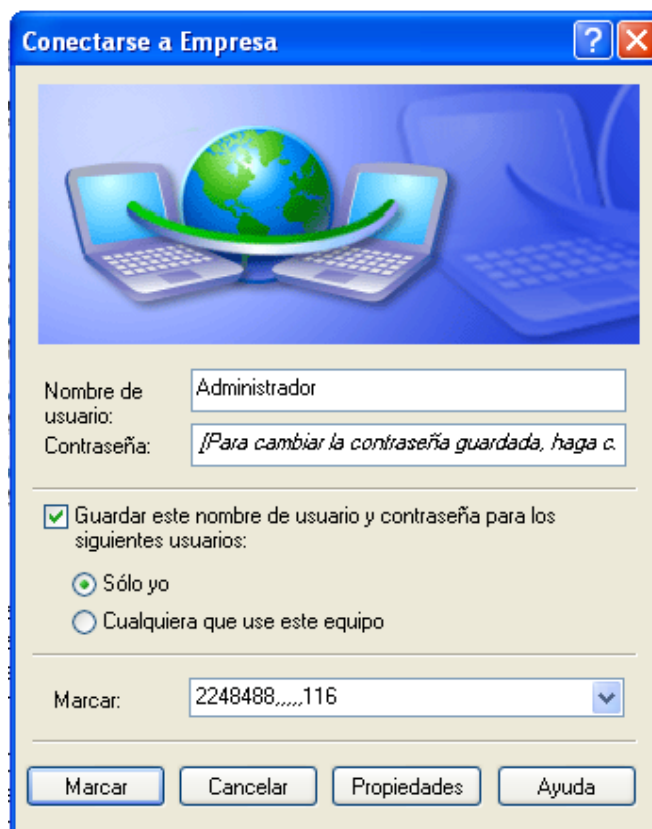 Conectarse a Empresa
Nombre de
usuario:
Administrador
Contraseña:
[Para cambiar la contraseña guardada, haga c.
Guardar este nombre de usuario y contraseña para los
siguientes usuarios:
Sólo yo
Cualquiera que use este equipo
Marcar:
2248488,,,,,116
Marcar
Cancelar
Propiedades
Ayuda